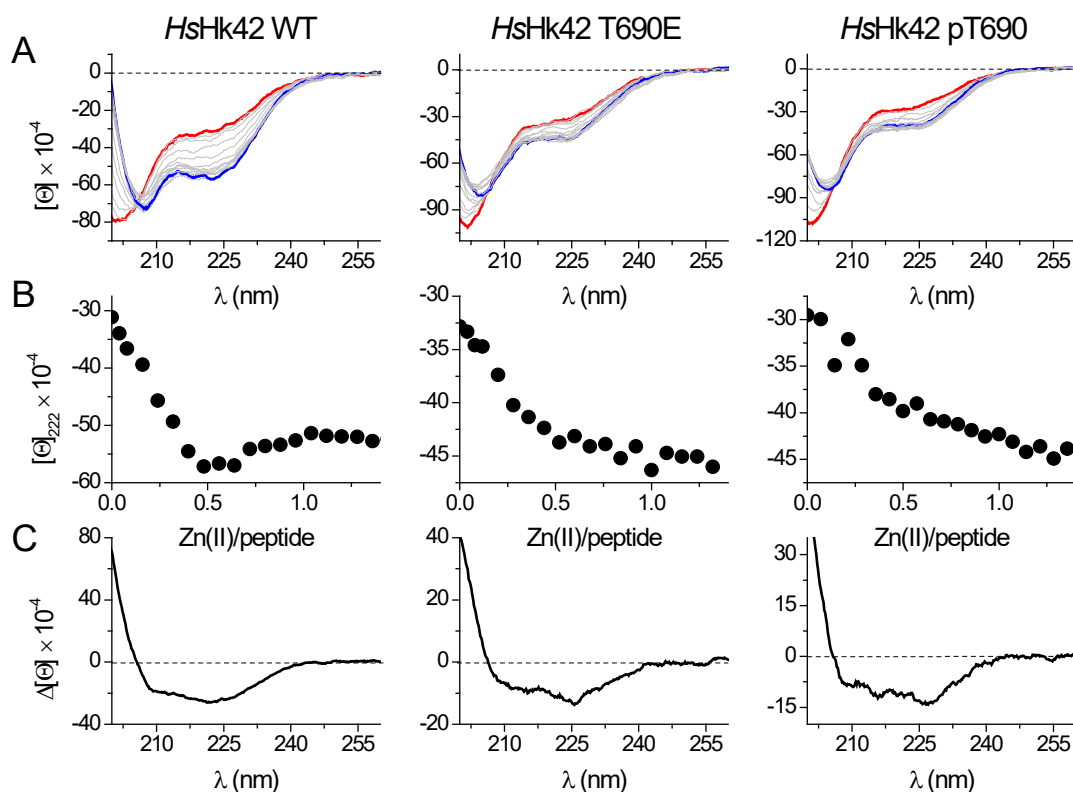 HsHk42 WT HsHk42 T690E HsHk42 pT690
A
[Θ] × 10⁻⁴
0
-20
-40
-60
-80
210 225 240 255
λ (nm)
0
-30
-60
-90
210 225 240 255
λ (nm)
0
-30
-60
-90
-120
210 225 240 255
λ (nm)
B
[Θ]₂₂₂ × 10⁻⁴
-30
-40
-50
-60
0.0 0.5 1.0
Zn(II)/peptide
-30
-35
-40
-45
0.0 0.5 1.0
Zn(II)/peptide
-30
-35
-40
-45
0.0 0.5 1.0
Zn(II)/peptide
C
Δ[Θ] × 10⁻⁴
80
40
0
-40
210 225 240 255
λ (nm)
40
20
0
-20
210 225 240 255
λ (nm)
30
15
0
-15
210 225 240 255
λ (nm)